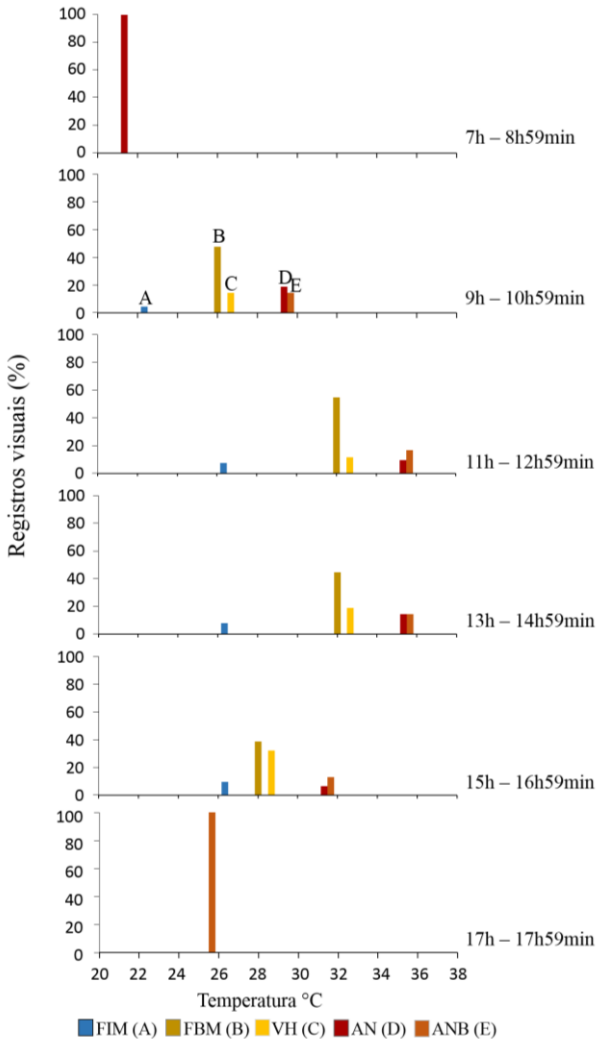 Registros visuais (%)
100
80
60
40
20
0
7h – 8h59min
100
80
60
40
20
0
A
B
C
D
E
9h – 10h59min
100
80
60
40
20
0
11h – 12h59min
100
80
60
40
20
0
13h – 14h59min
100
80
60
40
20
0
15h – 16h59min
100
80
60
40
20
0
17h – 17h59min
20 22 24 26 28 30 32 34 36 38
Temperatura °C
FIM (A) FBM (B) VH (C) AN (D) ANB (E)